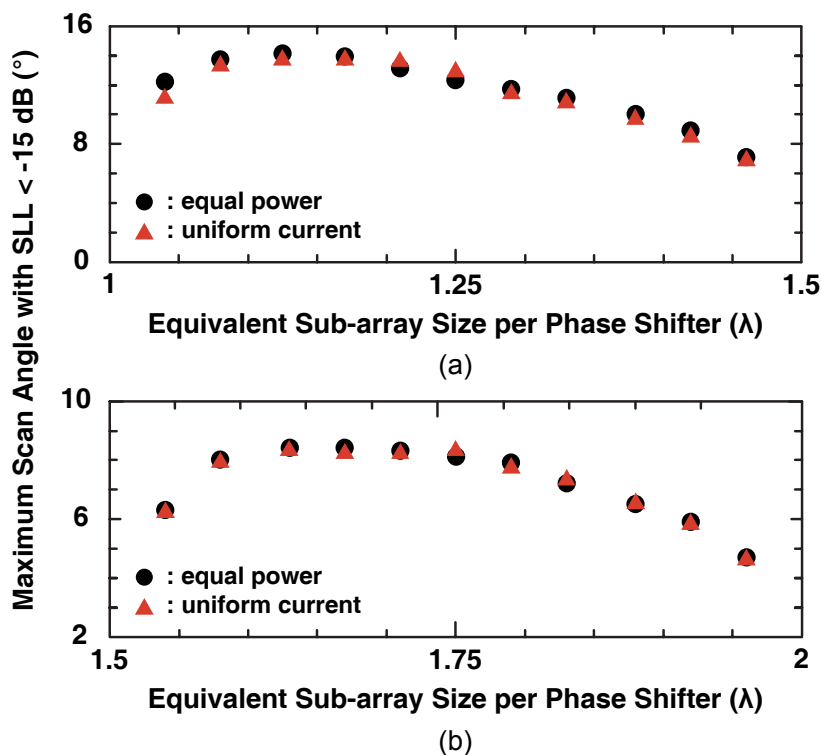 Maximum Scan Angle with SLL < -15 dB (°)
16
8
0
● : equal power
▲ : uniform current
1 1.25 1.5
Equivalent Sub-array Size per Phase Shifter (λ)
(a)
10
6
2
● : equal power
▲ : uniform current
1.5 1.75 2
Equivalent Sub-array Size per Phase Shifter (λ)
(b)